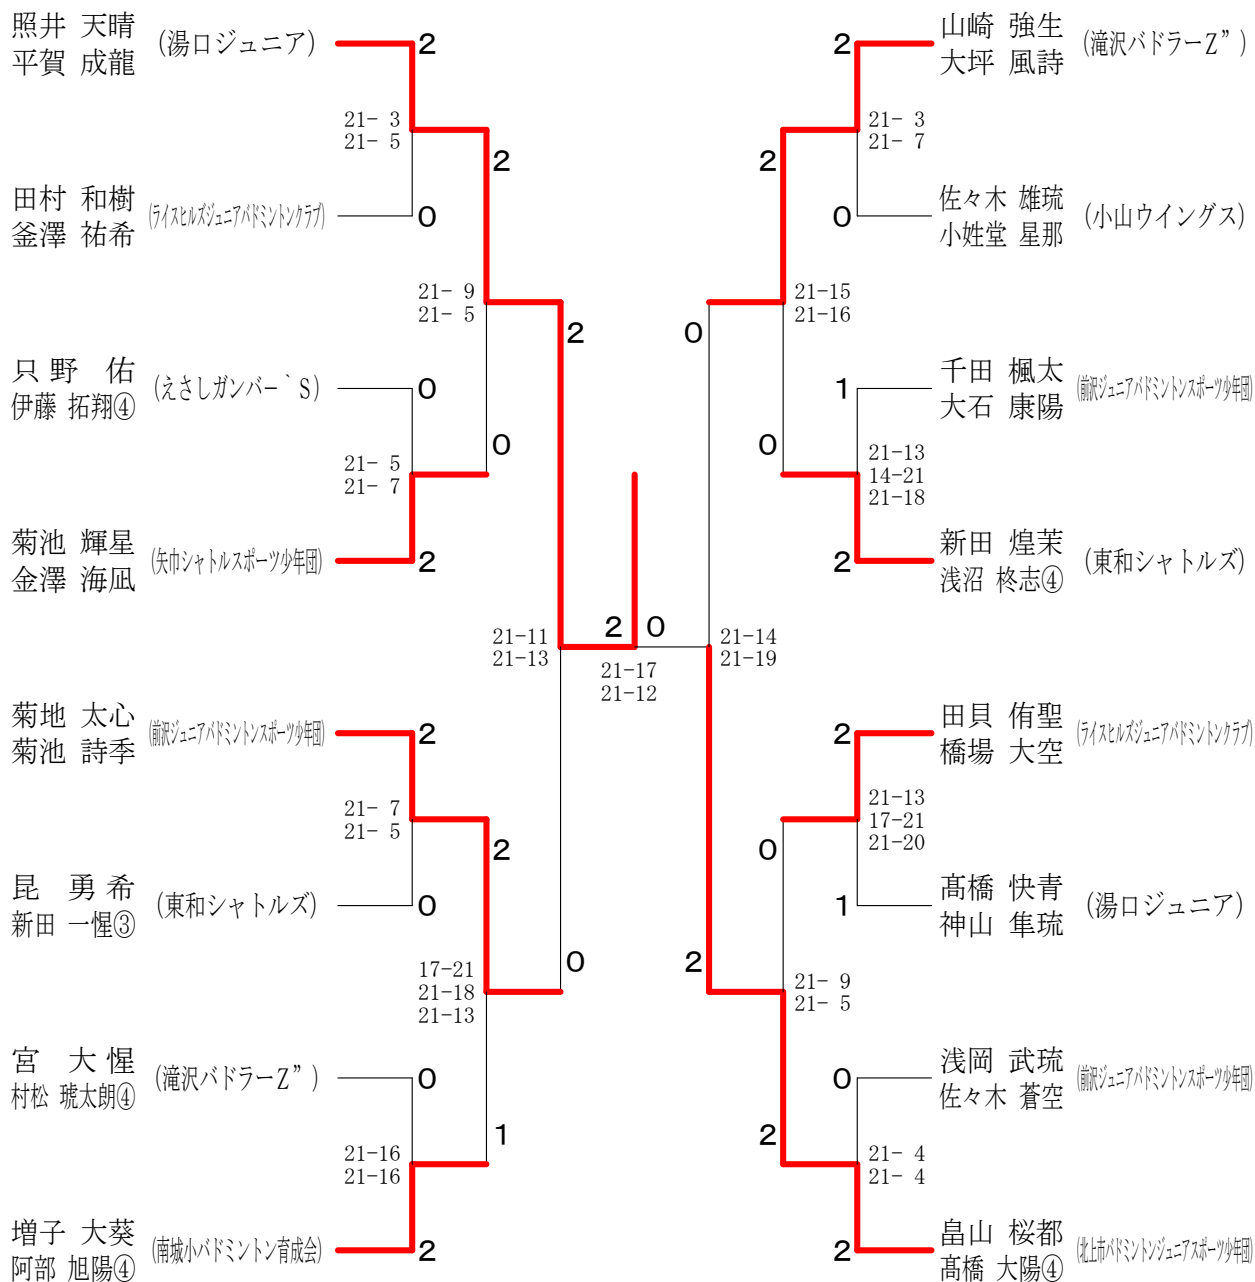 照井 天晴
平賀 成龍
(湯口ジュニア)
2
21- 3
21- 5
2
田村 和樹
釜澤 祐希
(ライスヒルズジュニアバドミントンクラブ)
0
21- 9
21- 5
2
只野 佑
伊藤 拓翔④
(えさしガンバー`S)
0
0
21- 5
21- 7
菊池 輝星
金澤 海凪
(矢巾シャトルスポーツ少年団)
2
21-11
21-13
2
0
21-17
21-12
菊地 太心
菊池 詩季
(前沢ジュニアバドミントンスポーツ少年団)
2
21- 7
21- 5
2
昆 勇希
新田 一惺③
(東和シャトルズ)
0
17-21
21-18
21-13
0
宮 大惺
村松 琥太朗④
(滝沢バドラーZ”)
0
1
21-16
21-16
増子 大葵
阿部 旭陽④
(南城小バドミントン育成会)
2
2
山崎 強生
大坪 風詩
(滝沢バドラーZ”)
2
21- 3
21- 7
0
佐々木 雄琉
小姓堂 星那
(小山ウイングス)
0
21-15
21-16
1
千田 楓太
大石 康陽
(前沢ジュニアバドミントンスポーツ少年団)
0
21-13
14-21
21-18
2
新田 煌茉
浅沼 柊志④
(東和シャトルズ)
21-14
21-19
2
田貝 侑聖
橋場 大空
(ライスヒルズジュニアバドミントンクラブ)
0
21-13
17-21
21-20
1
髙橋 快青
神山 隼琉
(湯口ジュニア)
2
21- 9
21- 5
0
浅岡 武琉
佐々木 蒼空
(前沢ジュニアバドミントンスポーツ少年団)
2
21- 4
21- 4
2
畠山 桜都
髙橋 大陽④
(北上市バドミントンジュニアスポーツ少年団)